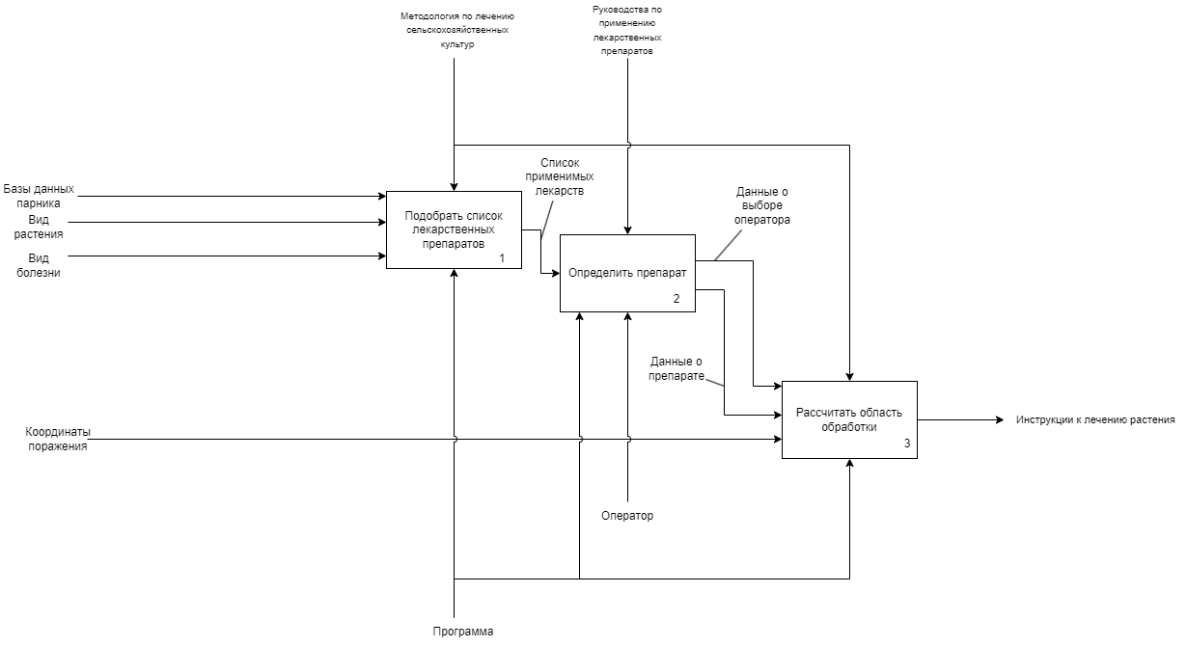 Методология по лечению
сельскохозяйственных
культур
Руководства по
применению
лекарственных
препаратов
Базы данных
парника
Вид
растения
Вид
болезни
Подобрать список
лекарственных
препаратов
1
Список
применимых
лекарств
Определить препарат
2
Данные о
выборе
оператора
Данные о
препарате
Рассчитать область
обработки
3
Инструкции к лечению растения
Координаты
поражения
Оператор
Программа